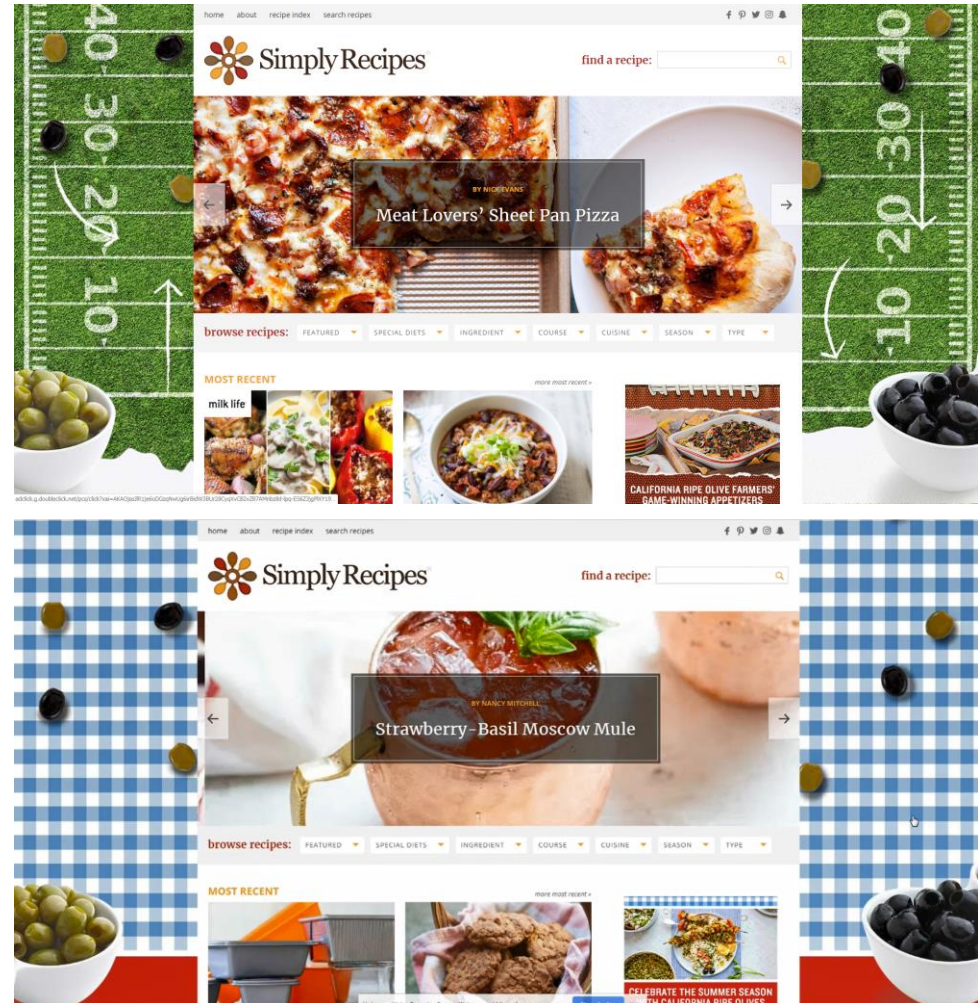 home about recipe index search recipes
Simply Recipes
find a recipe:
BY NICK EVANS
Meat Lovers' Sheet Pan Pizza
browse recipes: FEATURED SPECIAL DIETS INGREDIENT COURSE CUISINE SEASON TYPE
MOST RECENT
more most recent »
milk life
CALIFORNIA RIPE OLIVE FARMERS'
GAME-WINNING APPETIZERS
40 30 20 10
40 30 20 10
home about recipe index search recipes
Simply Recipes
find a recipe:
BY NANCY MITCHELL
Strawberry-Basil Moscow Mule
browse recipes: FEATURED SPECIAL DIETS INGREDIENT COURSE CUISINE SEASON TYPE
MOST RECENT
more most recent »
CELEBRATE THE SUMMER SEASON
WITH CALIFORNIA RIPE OLIVES